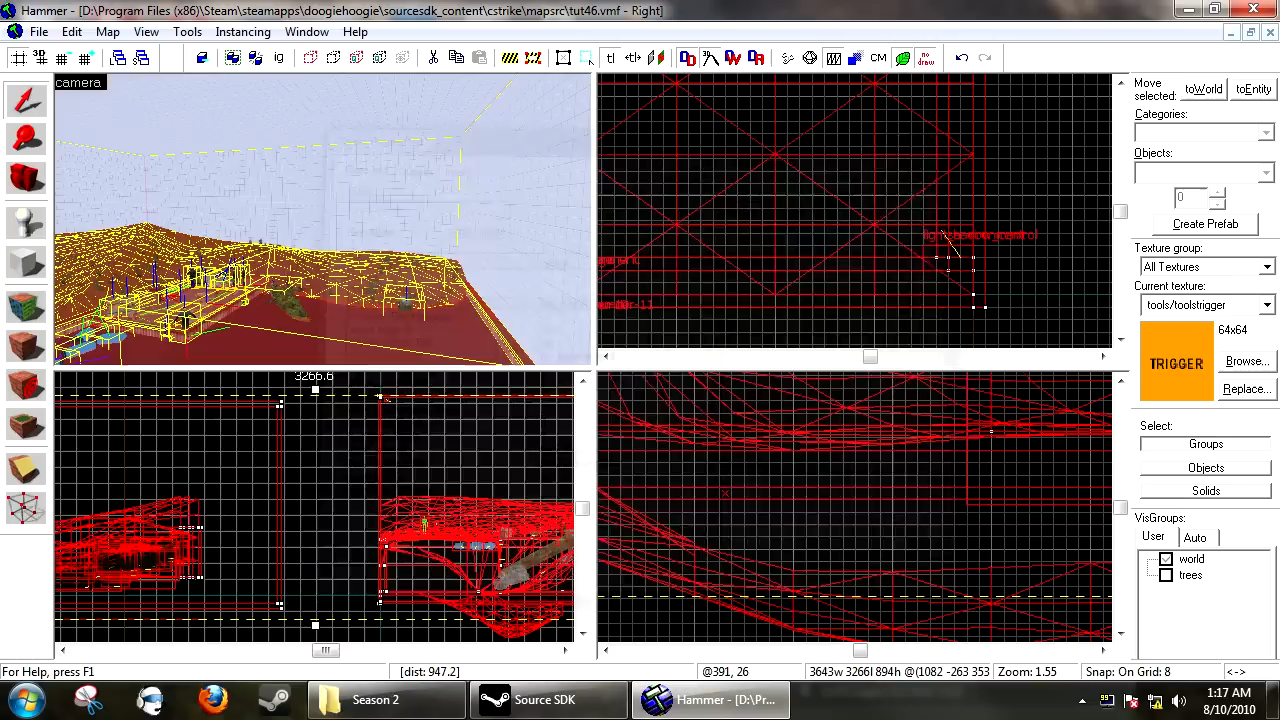 Hammer - [D:\Program Files (x86)\Steam\steamapps\doogiehoogie\sourcesdk_content\cstrike\mapsrc\tut46.vmf - Right]
File Edit Map View Tools Instancing Window Help
camera
Move selected:
toWorld
toEntity
Categories:
Objects:
0
Create Prefab
Texture group:
All Textures
Current texture:
tools/toolstrigger
TRIGGER
64x64
Browse...
Replace...
3266.6
Select:
Groups
Objects
Solids
VisGroups:
Auto
world
For Help, press F1
[dist: 947.2]
@391, 26
3643w 3266l 894h @(1082 -263 353
Zoom: 1.55
Snap: On Grid: 8
<->
Season 2
Source SDK
Hammer - [D:\Pr...
1:17 AM
8/10/2010